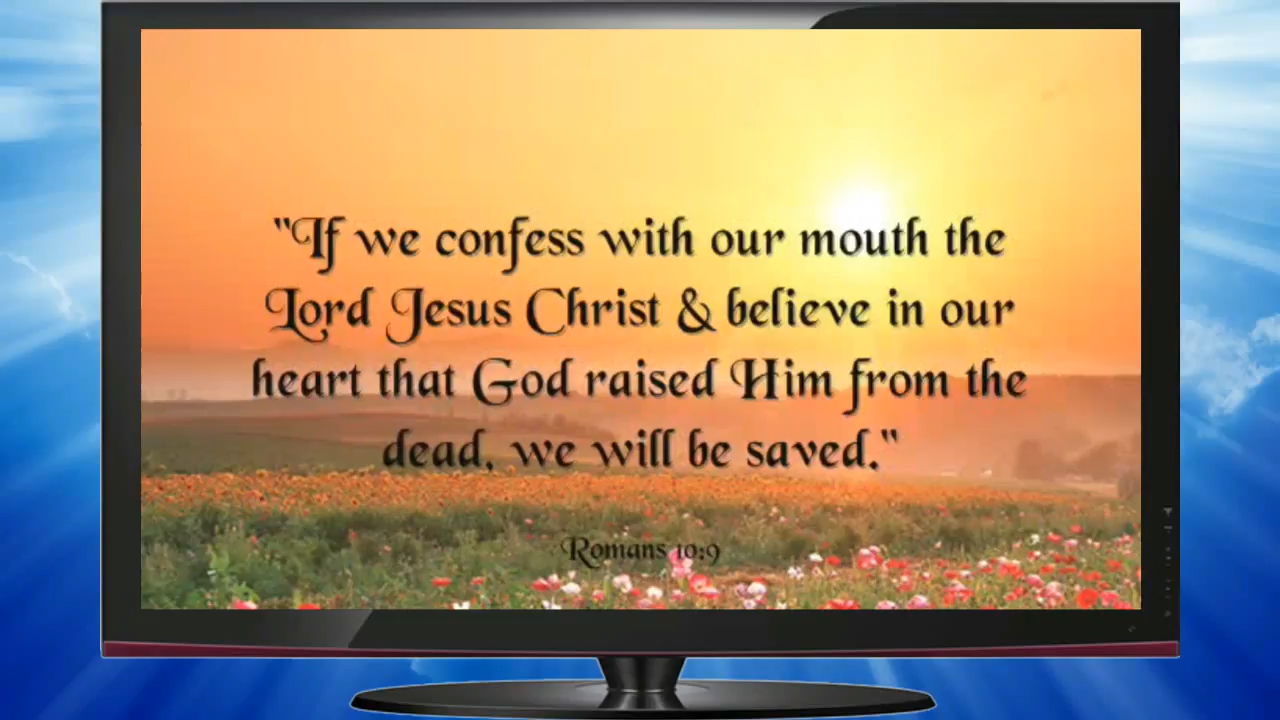 "If we confess with our mouth the
Lord Jesus Christ & believe in our
heart that God raised Him from the
dead, we will be saved."
Romans 10:9